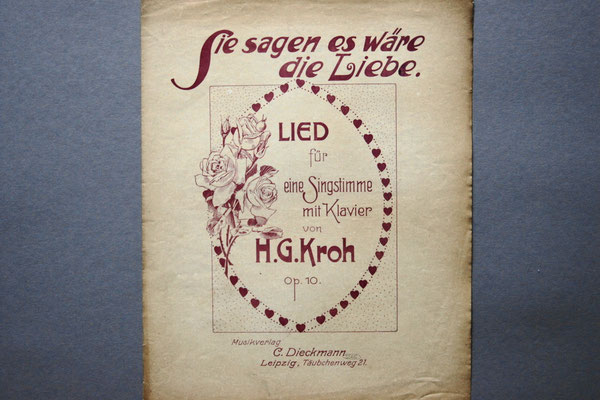 Sie sagen es wäre
die Liebe.
LIED
für
eine Singstimme
mit Klavier
von
H.G.Kroh
Op. 10.
Musikverlag
C. Dieckmann
Leipzig, Täubchenweg 21.